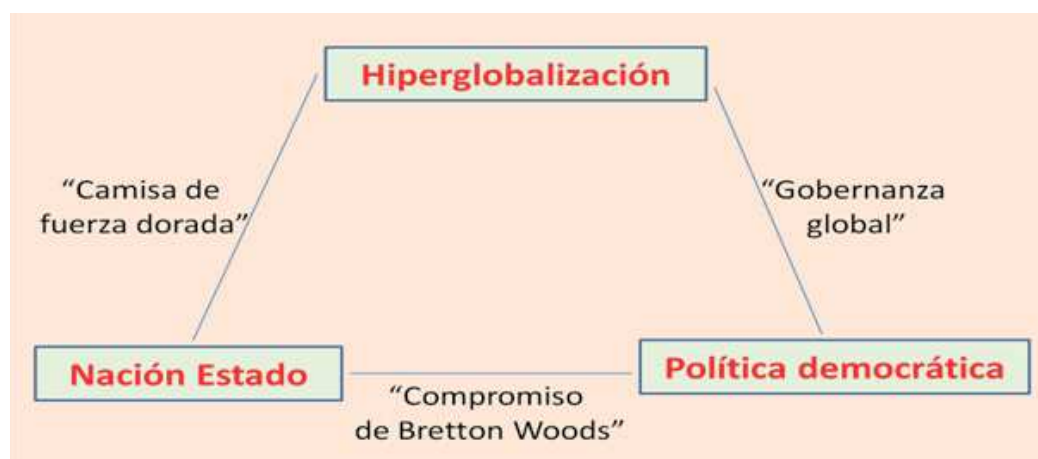 Hiperglobalización
“Camisa de
fuerza dorada”
“Gobernanza
global”
Nación Estado
Política democrática
“Compromiso
de Bretton Woods”